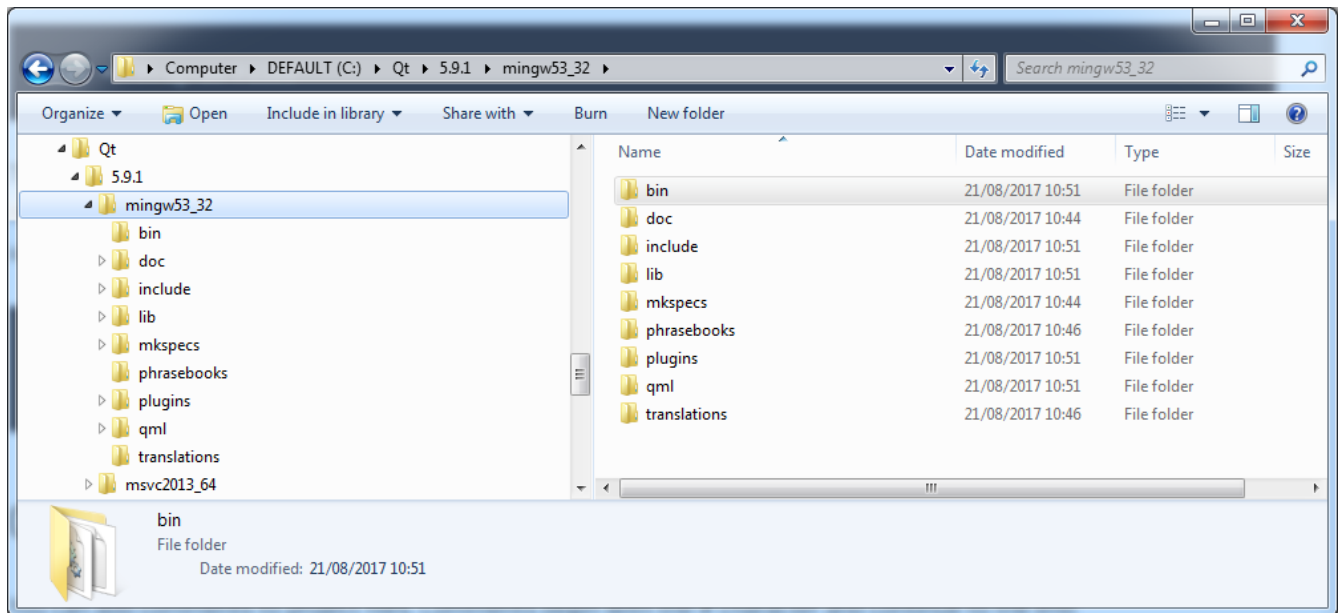 Computer DEFAULT (C:) Qt 5.9.1 mingw53_32 Search mingw53_32
Organize Open Include in library Share with Burn New folder
Qt
5.9.1
mingw53_32
bin
doc
include
lib
mkspecs
phrasebooks
plugins
qml
translations
msvc2013_64
Name Date modified Type Size
bin 21/08/2017 10:51 File folder
doc 21/08/2017 10:44 File folder
include 21/08/2017 10:51 File folder
lib 21/08/2017 10:51 File folder
mkspecs 21/08/2017 10:44 File folder
phrasebooks 21/08/2017 10:46 File folder
plugins 21/08/2017 10:51 File folder
qml 21/08/2017 10:51 File folder
translations 21/08/2017 10:46 File folder
bin
File folder
Date modified: 21/08/2017 10:51